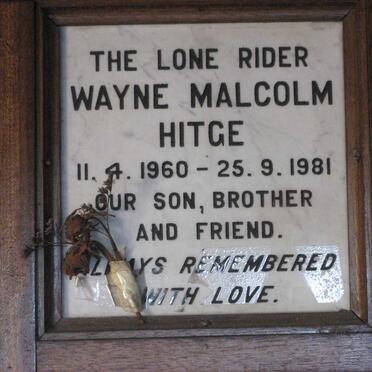 THE LONE RIDER
WAYNE MALCOLM
HITGE
11. 4. 1960 - 25. 9. 1981
OUR SON, BROTHER
AND FRIEND.
ALWAYS REMEMBERED
WITH LOVE.